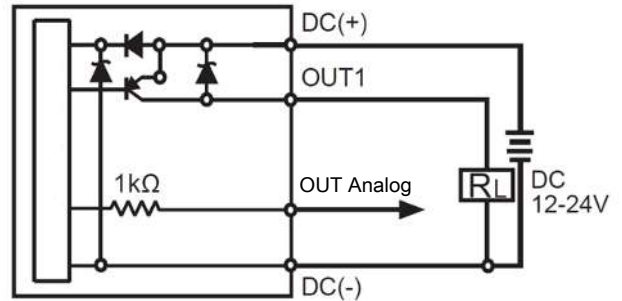 DC(+)
OUT1
1kΩ
OUT Analog
RL
DC
12-24V
DC(-)